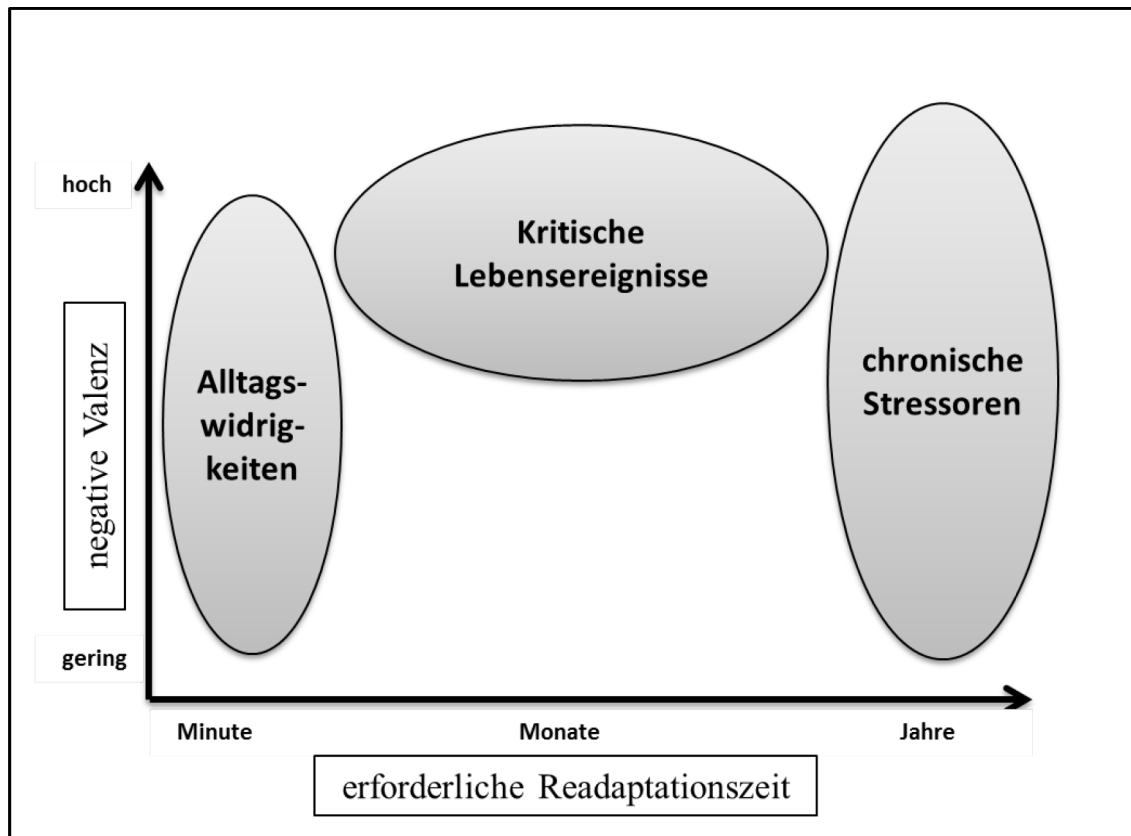 hoch
negative Valenz
gering
Alltags-
widrig-
keiten
Kritische
Lebensereignisse
chronische
Stressoren
Minute
Monate
Jahre
erforderliche Readaptationszeit